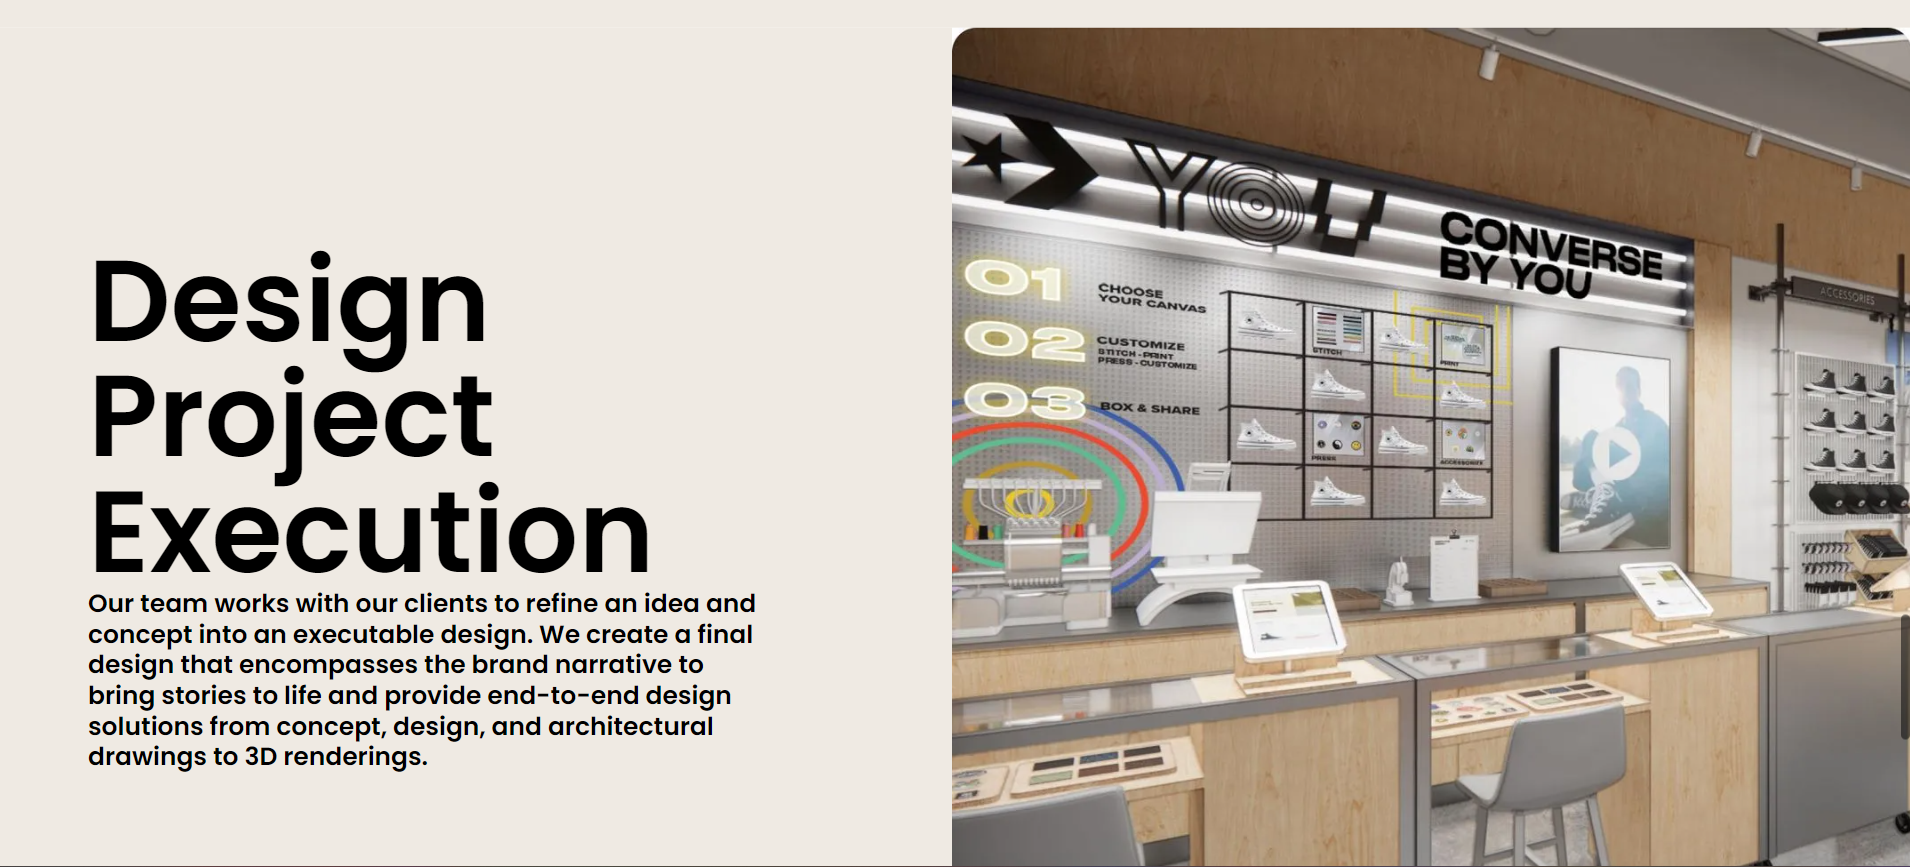 Design
Project
Execution
Our team works with our clients to refine an idea and
concept into an executable design. We create a final
design that encompasses the brand narrative to
bring stories to life and provide end-to-end design
solutions from concept, design, and architectural
drawings to 3D renderings.
YOU
CONVERSE
BY YOU
01
CHOOSE
YOUR CANVAS
02
CUSTOMIZE
STITCH - PRINT
PRESS - CUSTOMIZE
03
BOX & SHARE
STITCH
PRINT
PRESS
ACCESSORIES
ACCESSORIES